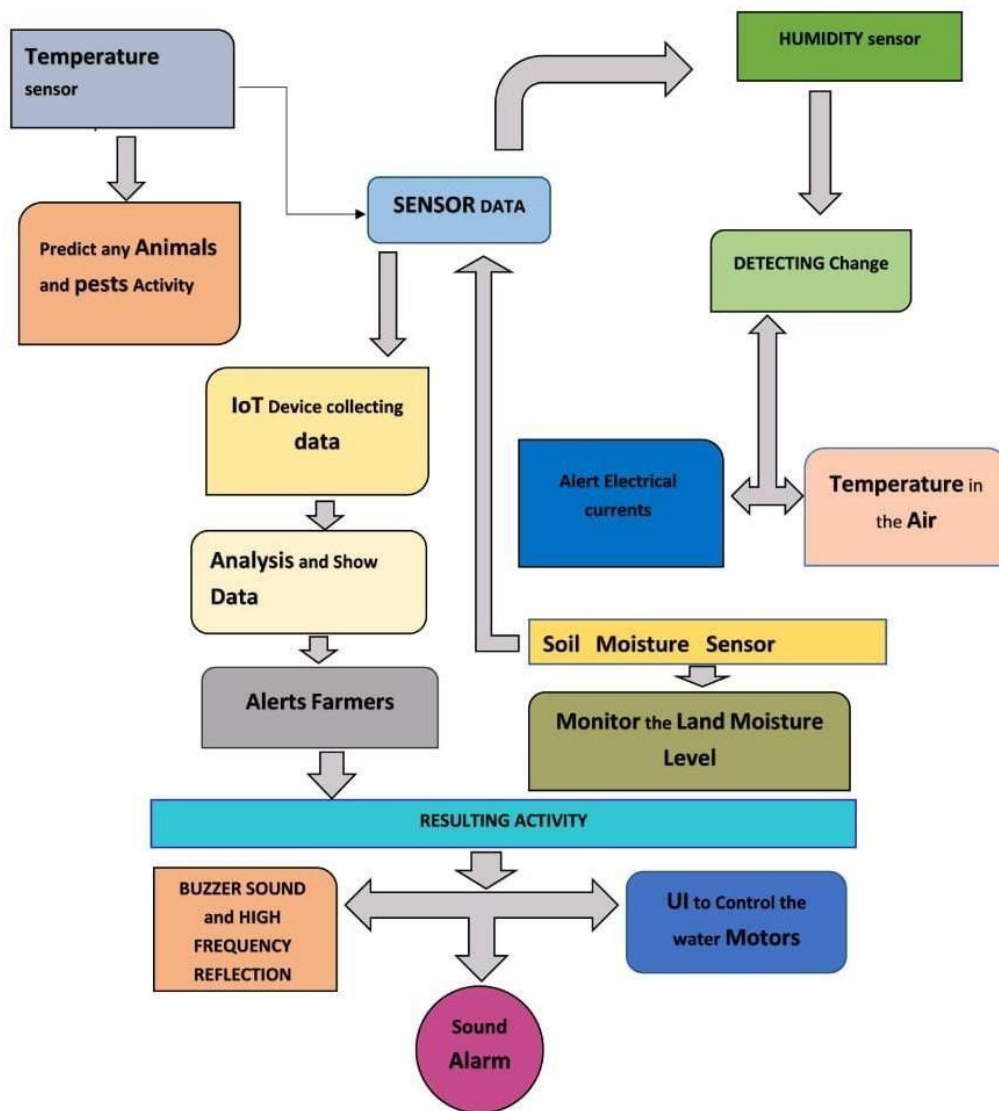 Temperature
sensor
HUMIDITY sensor
SENSOR DATA
Predict any Animals
and pests Activity
DETECTING Change
IoT Device collecting
data
Alert Electrical
currents
Temperature in
the Air
Analysis and Show
Data
Soil Moisture Sensor
Alerts Farmers
Monitor the Land Moisture
Level
RESULTING ACTIVITY
BUZZER SOUND
and HIGH
FREQUENCY
REFLECTION
UI to Control the
water Motors
Sound
Alarm